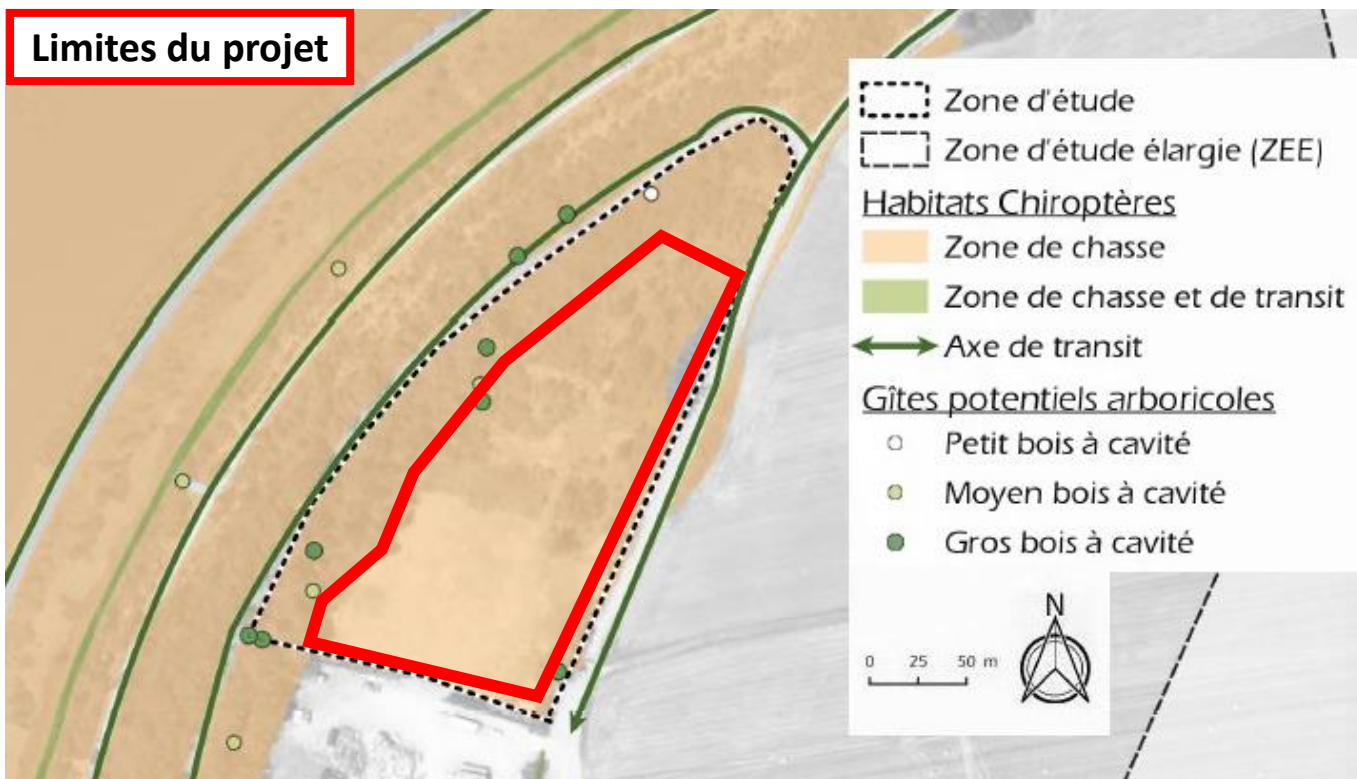 Limites du projet
Zone d'étude
Zone d'étude élargie (ZEE)
Habitats Chiroptères
Zone de chasse
Zone de chasse et de transit
Axe de transit
Gîtes potentiels arboricoles
Petit bois à cavité
Moyen bois à cavité
Gros bois à cavité
N
0 25 50 m